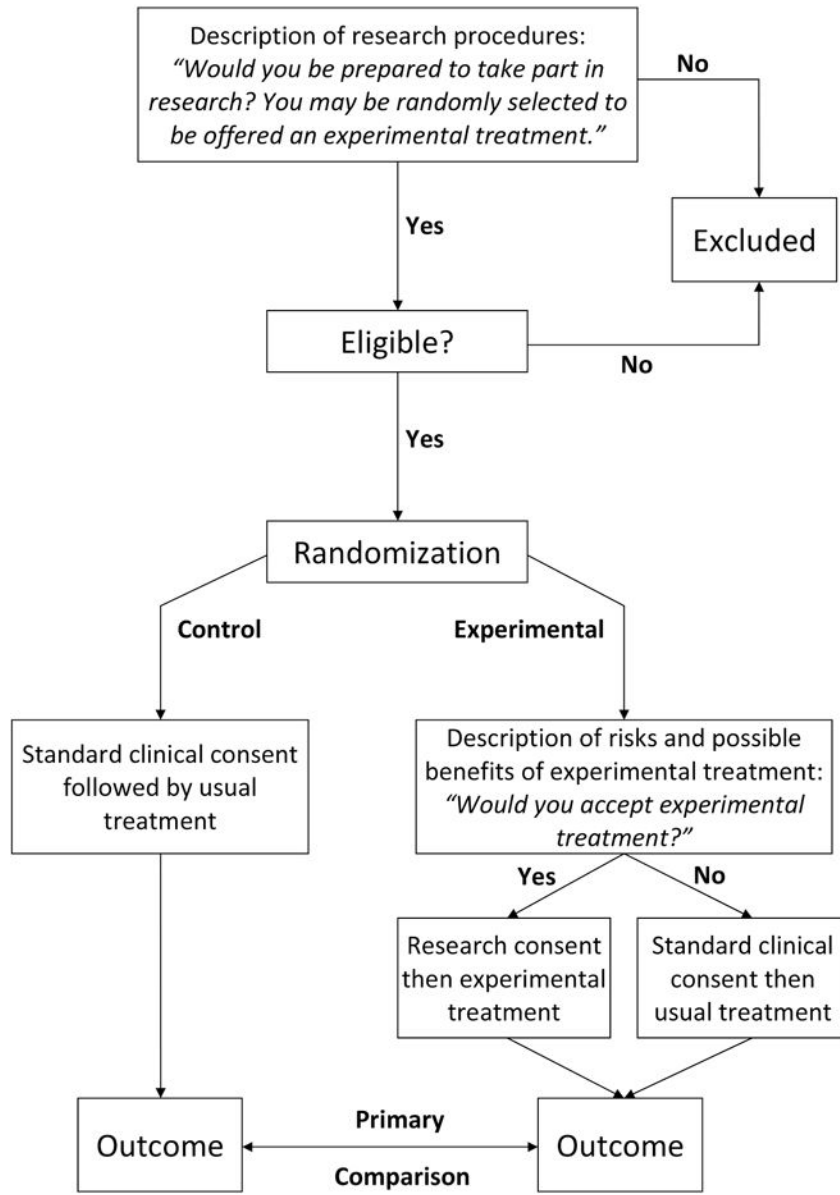 Description of research procedures:
“Would you be prepared to take part in
research? You may be randomly selected to
be offered an experimental treatment.”
No
Excluded
Yes
Eligible?
No
Yes
Randomization
Control
Experimental
Standard clinical consent
followed by usual
treatment
Description of risks and possible
benefits of experimental treatment:
“Would you accept experimental
treatment?”
Yes
No
Research consent
then experimental
treatment
Standard clinical
consent then
usual treatment
Outcome
Primary
Comparison
Outcome